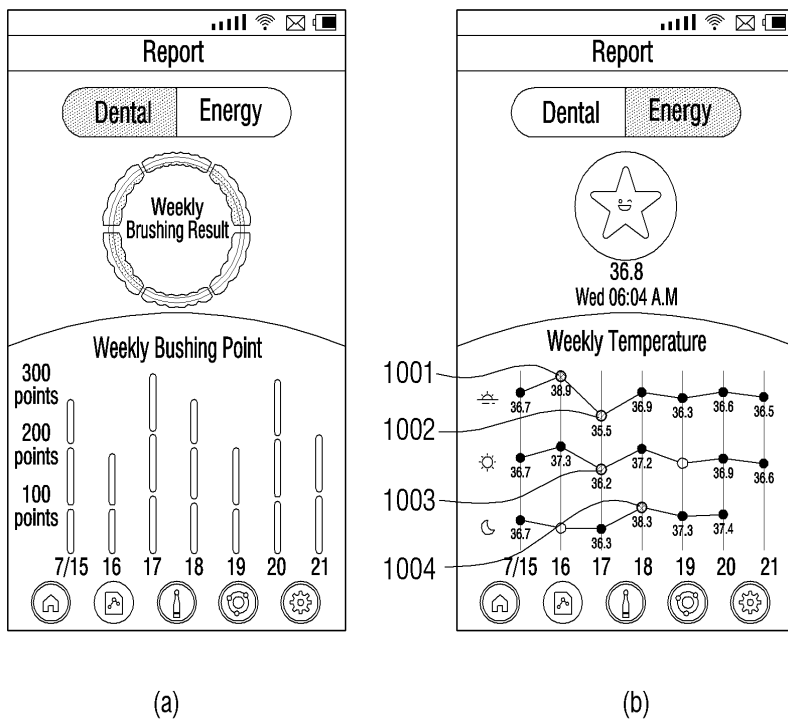 Report
Dental Energy
Weekly
Brushing Result
Weekly Bushing Point
300
points
200
points
100
points
7/15 16 17 18 19 20 21
(a)
Report
Dental Energy
36.8
Wed 06:04 A.M
Weekly Temperature
1001
1002
1003
1004
36.7 38.9 35.5 36.9 36.3 36.6 36.5
36.7 37.3 36.2 37.2 36.9 36.6
36.7 36.3 38.3 37.3 37.4
7/15 16 17 18 19 20 21
(b)